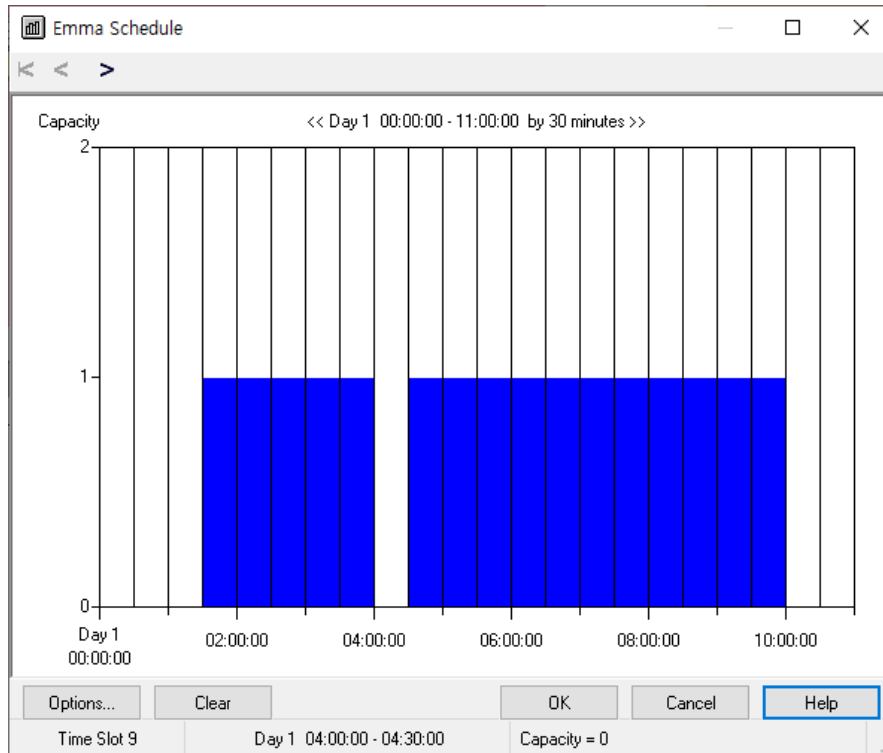 Emma Schedule
Capacity
<< Day 1 00:00:00 - 11:00:00 by 30 minutes >>
2
1
0
Day 1
00:00:00
02:00:00
04:00:00
06:00:00
08:00:00
10:00:00
Options...
Clear
OK
Cancel
Help
Time Slot 9
Day 1 04:00:00 - 04:30:00
Capacity = 0